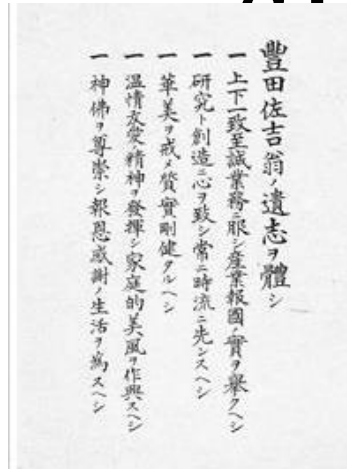 豐田佐吉翁ノ遺志ヲ體シ
一 上下一致至誠業務ニ服シ産業報國ノ實ヲ擧クヘシ
一 研究ト創造ニ心ヲ致シ常ニ時流ニ先ンスヘシ
一 華美ヲ戒メ質實剛健タルヘシ
一 温情友愛ノ精神ヲ發揮シ家庭的美風ヲ作興スヘシ
一 神佛ヲ尊崇シ報恩感謝ノ生活ヲ爲スヘシ